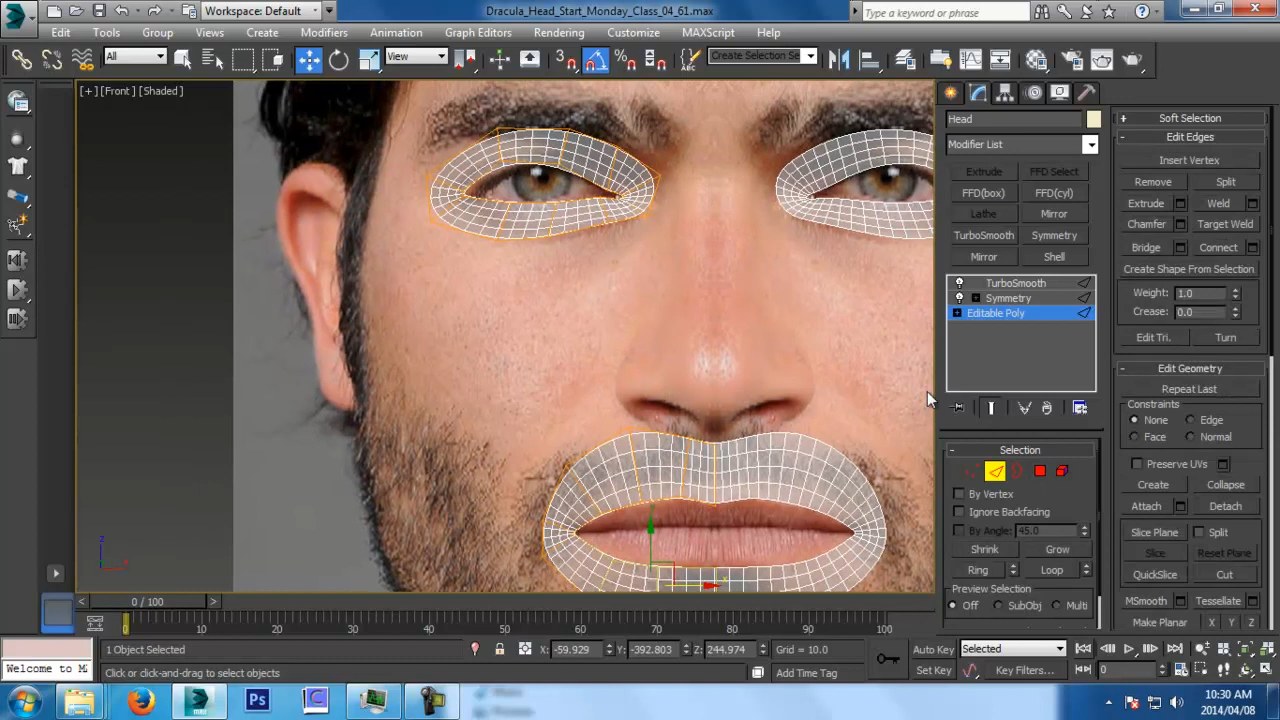 Workspace: Default
Dracula_Head_Start_Monday_Class_04_61.max
Type a keyword or phrase
Edit Tools Group Views Create Modifiers Animation Graph Editors Rendering Customize MAXScript Help
All
View
3
Create Selection Se
[+] [Front] [Shaded]
Head
Modifier List
Extrude FFD Select
FFD(box) FFD(cyl)
Lathe Mirror
TurboSmooth Symmetry
Mirror Shell
TurboSmooth
Symmetry
Editable Poly
Selection
By Vertex
Ignore Backfacing
By Angle: 45.0
Shrink Grow
Ring Loop
Preview Selection
Off SubObj Multi
Soft Selection
Edit Edges
Insert Vertex
Remove Split
Extrude Weld
Chamfer Target Weld
Bridge Connect
Create Shape From Selection
Weight: 1.0
Crease: 0.0
Edit Tri. Turn
Edit Geometry
Repeat Last
Constraints
None Edge
Face Normal
Preserve UVs
Create Collapse
Attach Detach
Slice Plane Split
Slice Reset Plane
QuickSlice Cut
MSmooth Tessellate
Make Planar X Y Z
z
x
0 / 100
0 10 20 30 40 50 60 70 80 90 100
1 Object Selected X: -59.929 Y: -392.803 Z: 244.974 Grid = 10.0 Auto Key Selected
Welcome to M Click or click-and-drag to select objects Add Time Tag Set Key Key Filters... 0
Ps
10:30 AM
2014/04/08